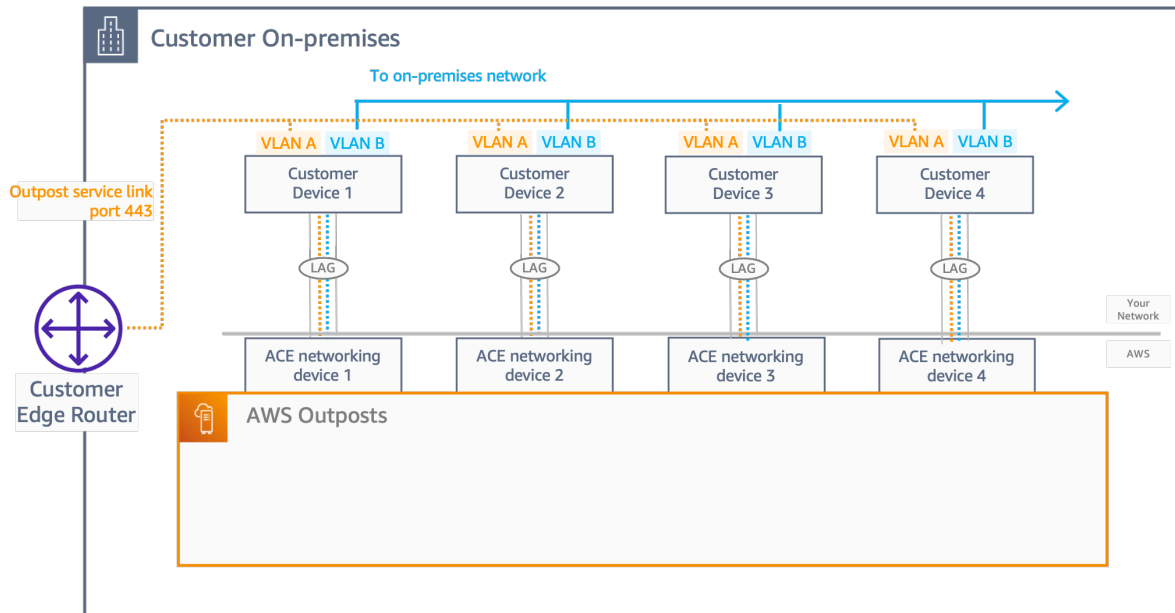 Customer On-premises
To on-premises network
VLAN A VLAN B
VLAN A VLAN B
VLAN A VLAN B
VLAN A VLAN B
Customer
Device 1
Customer
Device 2
Customer
Device 3
Customer
Device 4
Outpost service link
port 443
LAG
LAG
LAG
LAG
Your
Network
AWS
ACE networking
device 1
ACE networking
device 2
ACE networking
device 3
ACE networking
device 4
Customer
Edge Router
AWS Outposts